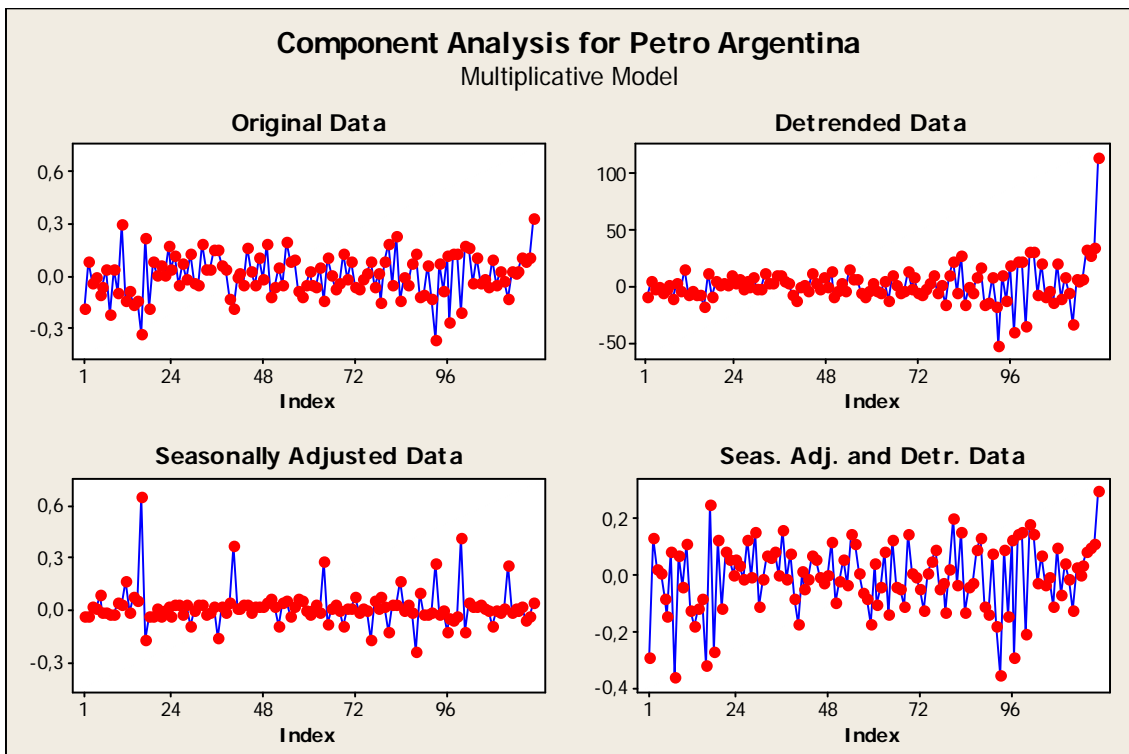 Component Analysis for Petro Argentina
Multiplicative Model
Original Data
0,6
0,3
0,0
-0,3
1 24 48 72 96
Index
Detrended Data
100
50
0
-50
1 24 48 72 96
Index
Seasonally Adjusted Data
0,6
0,3
0,0
-0,3
1 24 48 72 96
Index
Seas. Adj. and Detr. Data
0,2
0,0
-0,2
-0,4
1 24 48 72 96
Index